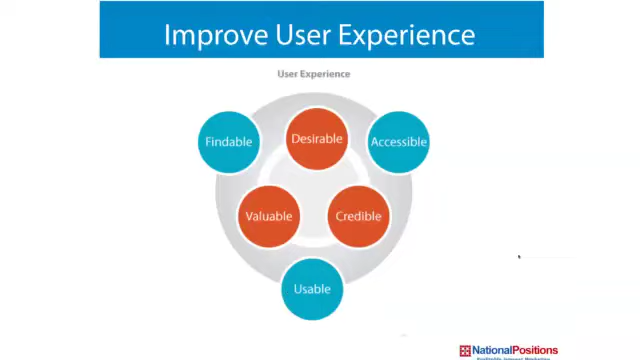 Improve User Experience
User Experience
Findable
Desirable
Accessible
Valuable
Credible
Usable
NationalPositions